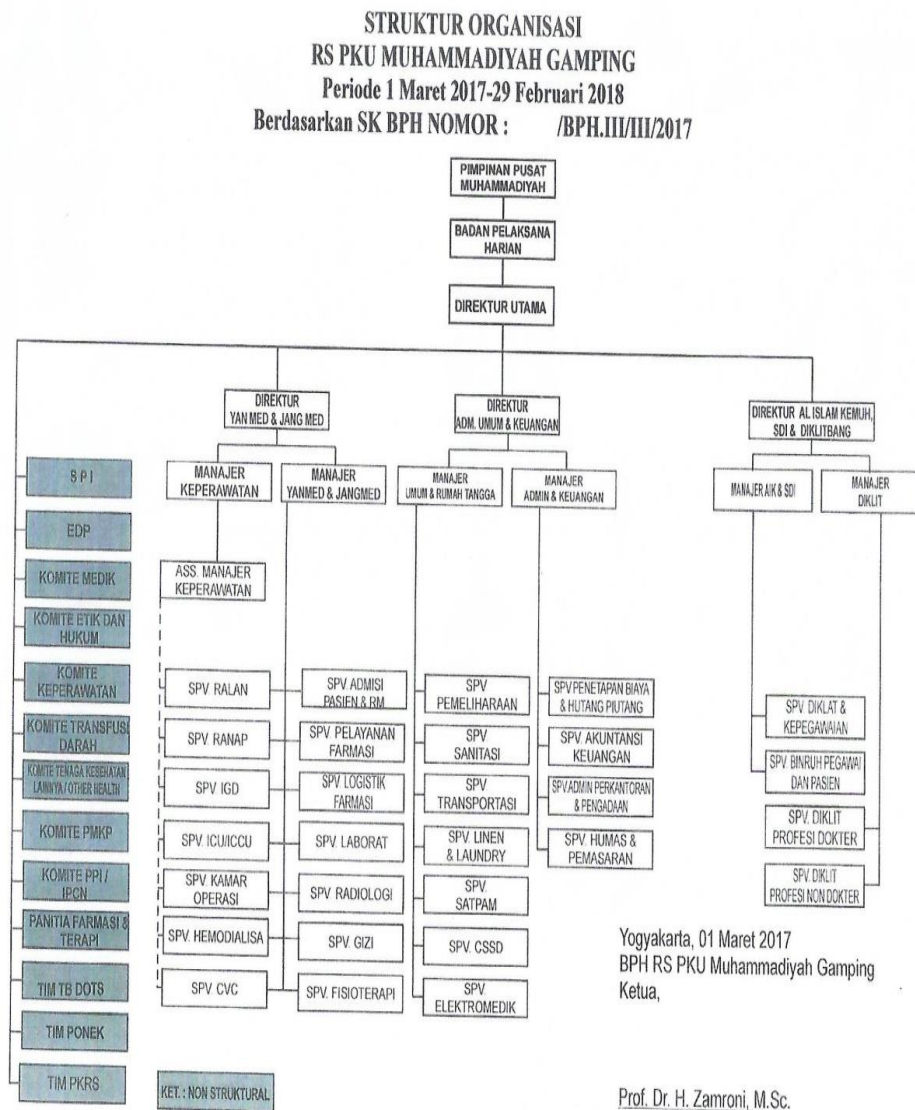 STRUKTUR ORGANISASI
RS PKU MUHAMMADIYAH GAMPING
Periode 1 Maret 2017-29 Februari 2018
Berdasarkan SK BPH NOMOR : /BPH.III/III/2017
PIMPINAN PUSAT
MUHAMMADIYAH
BADAN PELAKSANA
HARIAN
DIREKTUR UTAMA
DIREKTUR
YAN MED & JANG MED
DIREKTUR
ADM. UMUM & KEUANGAN
DIREKTUR AL ISLAM KEMUH,
SDI & DIKLITBANG
MANAJER
KEPERAWATAN
MANAJER
YANMED & JANGMED
MANAJER
UMUM & RUMAH TANGGA
MANAJER
ADMIN & KEUANGAN
MANAJER AIK & SDI
MANAJER
DIKLIT
S P I
EDP
KOMITE MEDIK
KOMITE ETIK DAN
HUKUM
KOMITE
KEPERAWATAN
KOMITE TRANSFUSI
DARAH
KOMITE TENAGA KESEHATAN
LAINNYA / OTHER HEALTH
KOMITE PMKP
KOMITE PPI /
IPCN
PANITIA FARMASI &
TERAPI
TIM TB DOTS
TIM PONEK
TIM PKRS
ASS. MANAJER
KEPERAWATAN
SPV. RALAN
SPV. RANAP
SPV IGD
SPV. ICU/ICCU
SPV. KAMAR
OPERASI
SPV. HEMODIALISA
SPV CVC
SPV. ADMISI
PASIEN & RM
SPV. PELAYANAN
FARMASI
SPV. LOGISTIK
FARMASI
SPV. LABORAT
SPV RADIOLOGI
SPV. GIZI
SPV. FISIOTERAPI
SPV
PEMELIHARAAN
SPV.
SANITASI
SPV
TRANSPORTASI
SPV. LINEN
& LAUNDRY
SPV.
SATPAM
SPV. CSSD
SPV.
ELEKTROMEDIK
SPV PENETAPAN BIAYA
& HUTANG PIUTANG
SPV. AKUNTANSI
KEUANGAN
SPV.ADMIN PERKANTORAN
& PENGADAAN
SPV. HUMAS &
PEMASARAN
SPV. DIKLAT &
KEPEGAWAIAN
SPV. BINRUH PEGAWAI
DAN PASIEN
SPV. DIKLIT
PROFESI DOKTER
SPV. DIKLIT
PROFESI NON DOKTER
KET. : NON STRUKTURAL
Yogyakarta, 01 Maret 2017
BPH RS PKU Muhammadiyah Gamping
Ketua,
Prof. Dr. H. Zamroni, M.Sc.